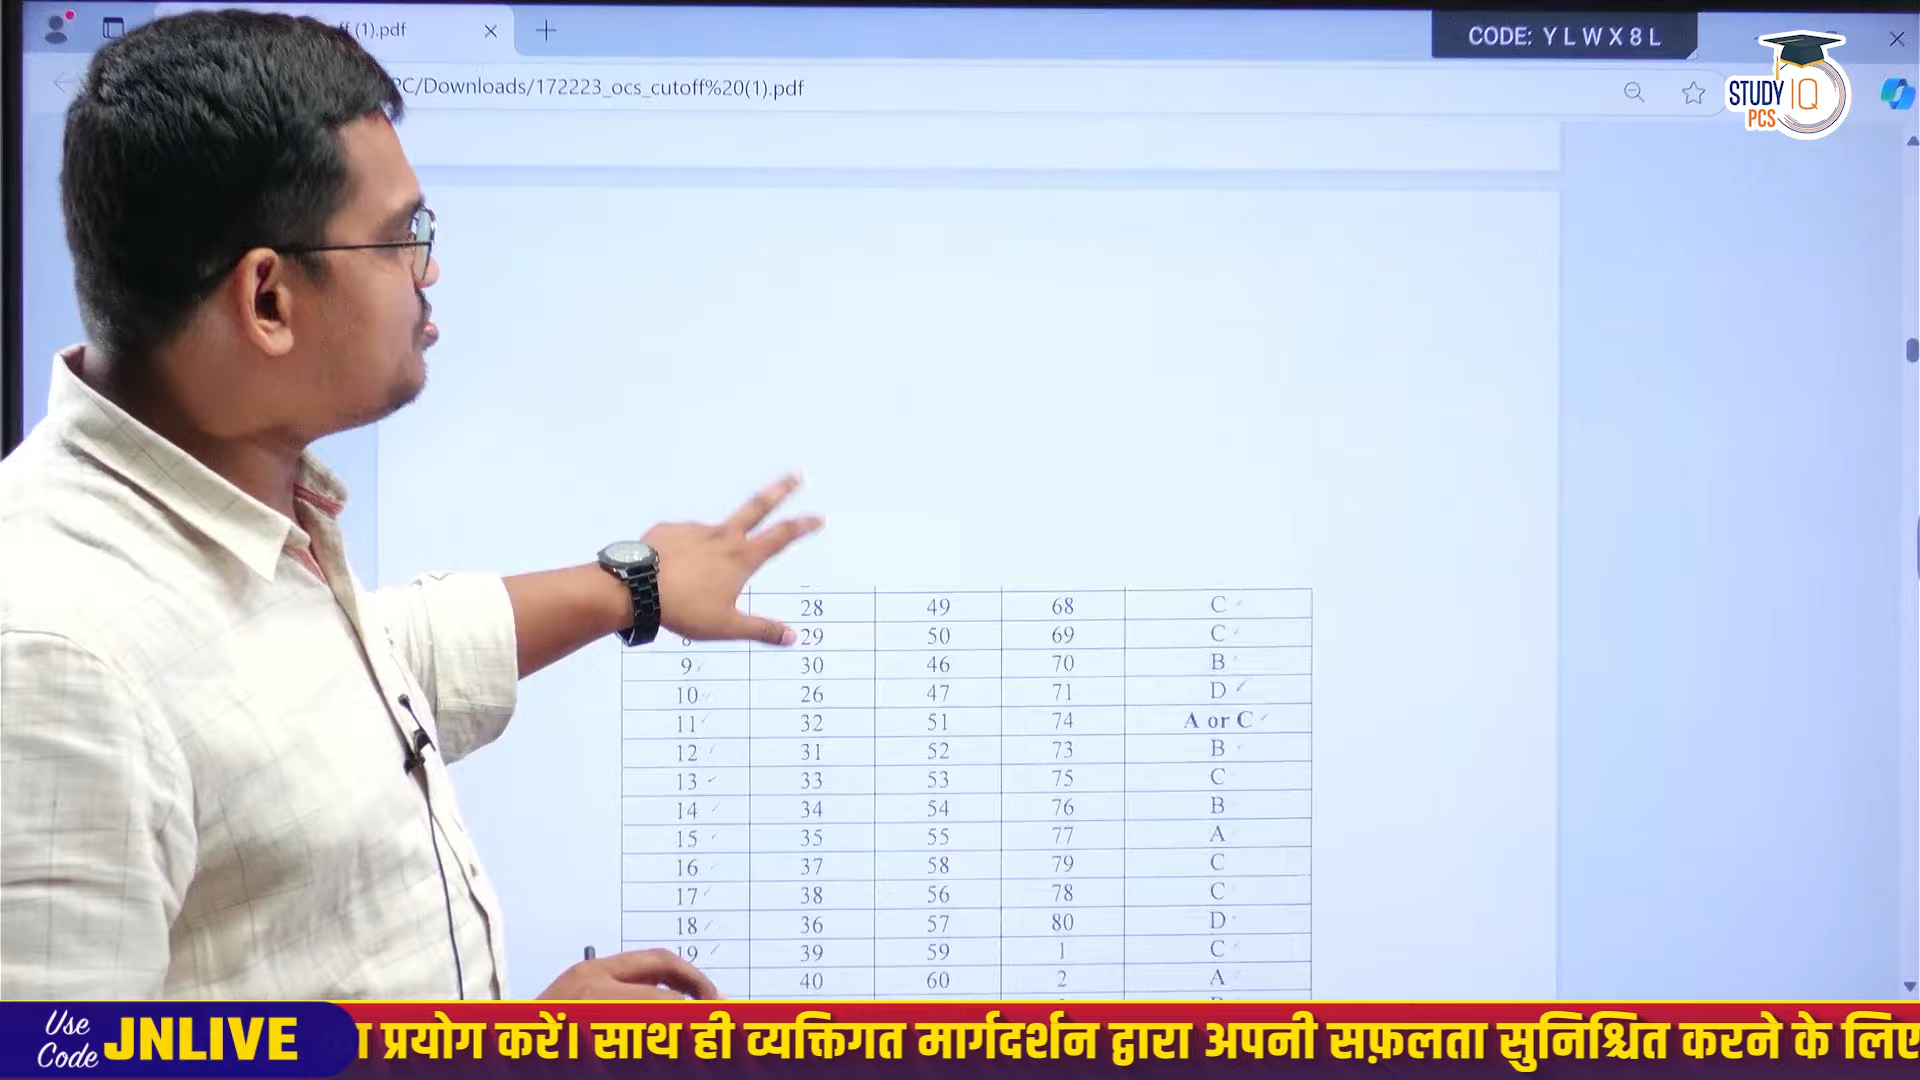 ff (1).pdf
CODE: Y L W X 8 L
PC/Downloads/172223_ocs_cutoff%20(1).pdf
STUDY IQ
PCS
28 49 68 C
8 29 50 69 C
9 30 46 70 B
10 26 47 71 D
11 32 51 74 A or C
12 31 52 73 B
13 33 53 75 C
14 34 54 76 B
15 35 55 77 A
16 37 58 79 C
17 38 56 78 C
18 36 57 80 D
19 39 59 1 C
40 60 2 A
Use Code JNLIVE
प्रयोग करें। साथ ही व्यक्तिगत मार्गदर्शन द्वारा अपनी सफ़लता सुनिश्चित करने के लिए